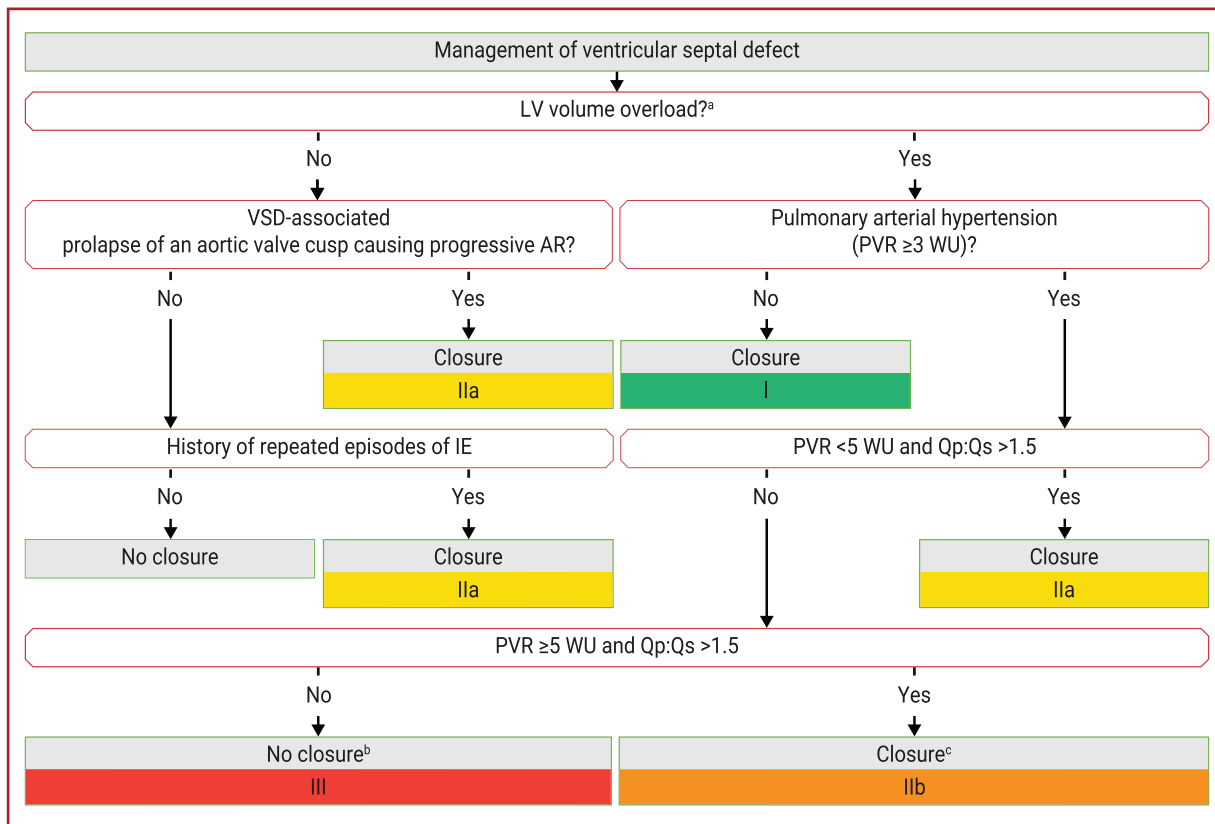 Management of ventricular septal defect
LV volume overload?ᵃ
No
Yes
VSD-associated
prolapse of an aortic valve cusp causing progressive AR?
Pulmonary arterial hypertension
(PVR ≥3 WU)?
No
Yes
No
Yes
Closure
IIa
Closure
I
History of repeated episodes of IE
PVR <5 WU and Qp:Qs >1.5
No
Yes
No
Yes
No closure
Closure
IIa
Closure
IIa
PVR ≥5 WU and Qp:Qs >1.5
No
Yes
No closureᵇ
III
Closureᶜ
IIb